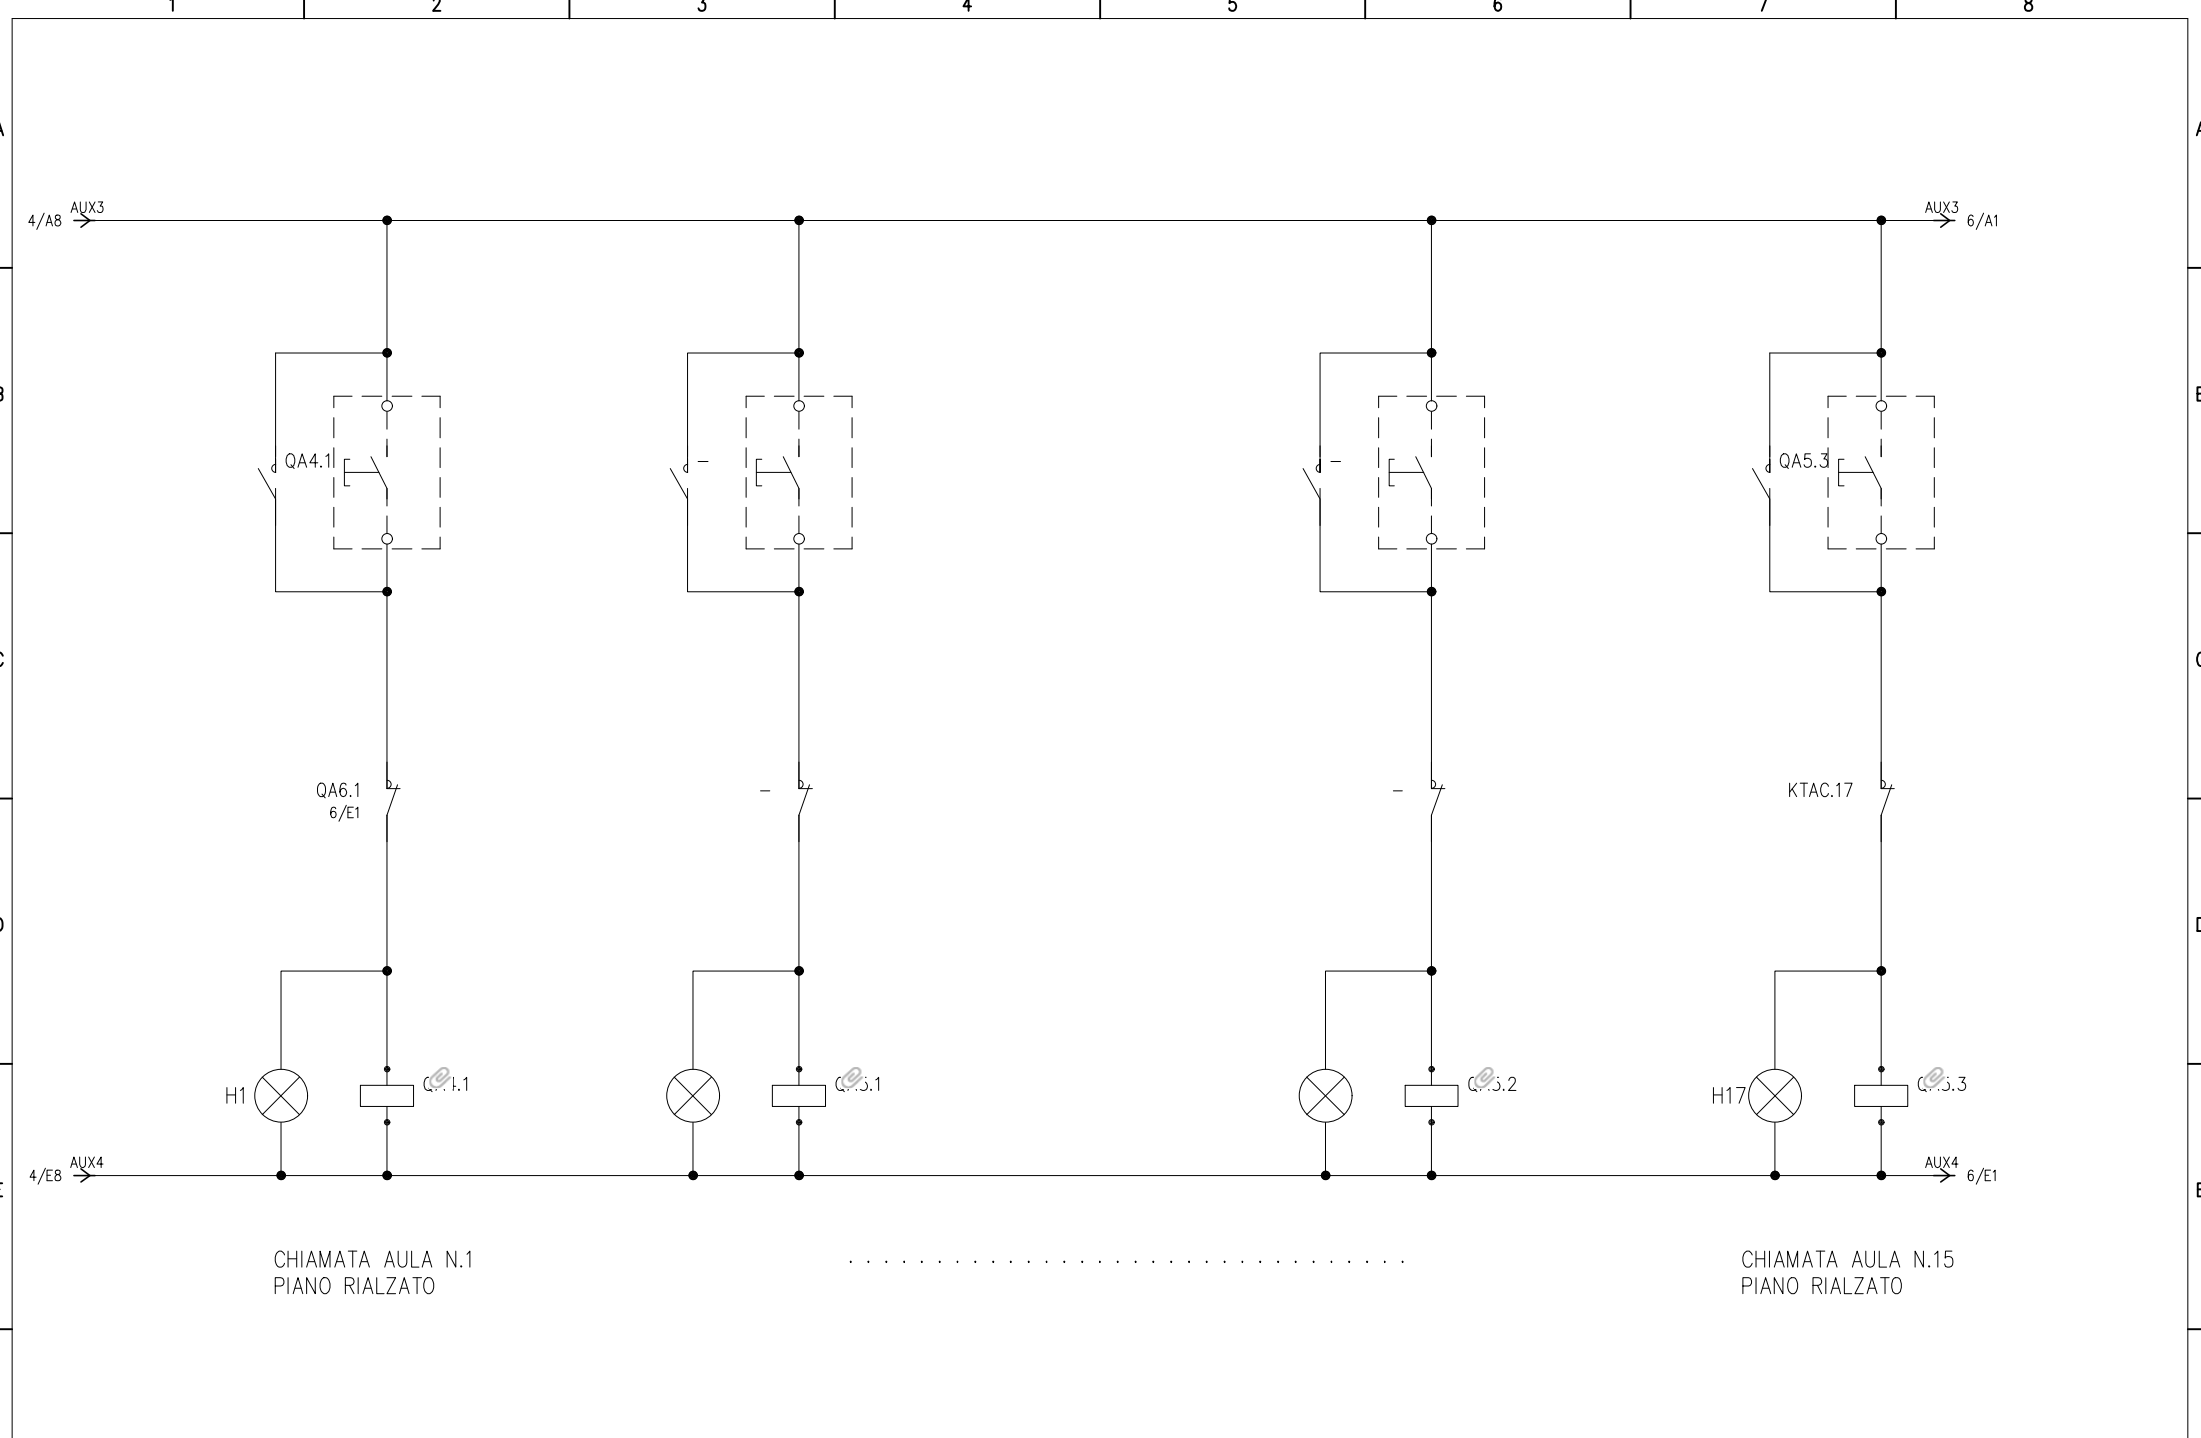 1 2 3 4 5 6 7 8
A A
AUX3 AUX3
4/A8 6/A1
QA4.1 – – QA5.3
C
QA6.1 – – KTAC.17
6/E1
H1 H17
AUX4 AUX4
4/E8 6/E1
CHIAMATA AULA N.1 . . . . . . . . . . . . . . . . . . . . . . . . . . . . . . . . CHIAMATA AULA N.15
PIANO RIALZATO PIANO RIALZATO